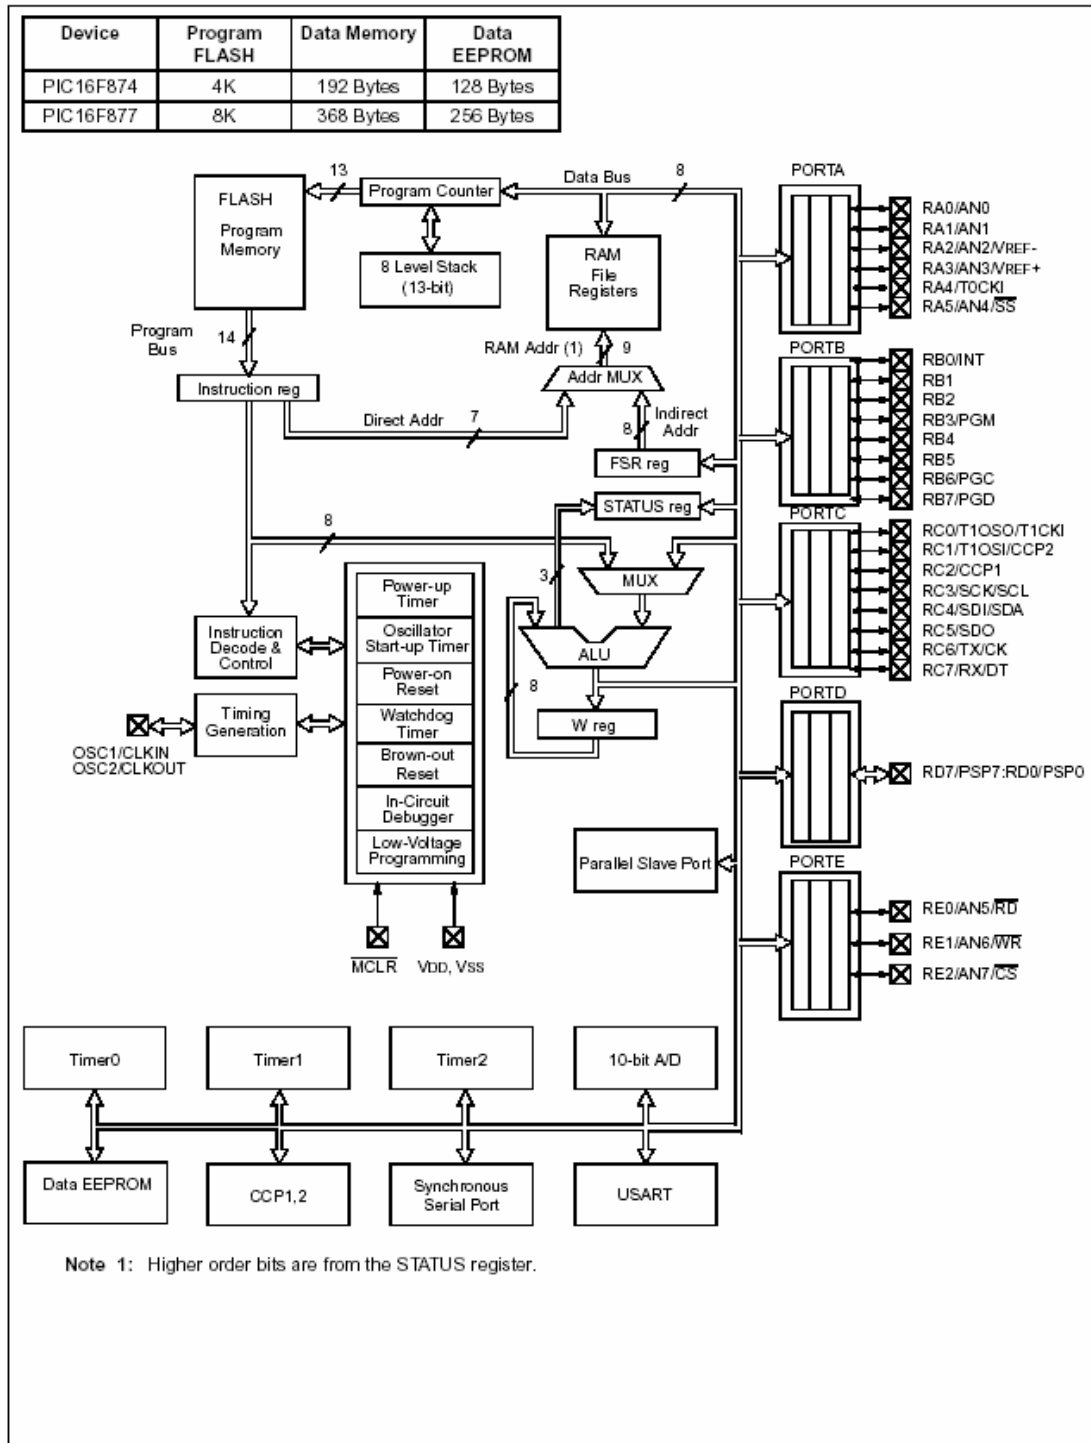 Device Program FLASH Data Memory Data EEPROM
PIC16F874 4K 192 Bytes 128 Bytes
PIC16F877 8K 368 Bytes 256 Bytes
FLASH
Program
Memory
13
Program Counter
Data Bus
8
8 Level Stack
(13-bit)
RAM
File
Registers
Program
Bus
14
RAM Addr (1)
9
Addr MUX
Instruction reg
Direct Addr
7
8
Indirect
Addr
FSR reg
STATUS reg
8
3
MUX
ALU
8
W reg
Power-up
Timer
Oscillator
Start-up Timer
Power-on
Reset
Watchdog
Timer
Brown-out
Reset
In-Circuit
Debugger
Low-Voltage
Programming
Instruction
Decode &
Control
Timing
Generation
OSC1/CLKIN
OSC2/CLKOUT
MCLR
VDD, VSS
Parallel Slave Port
PORTA
RA0/AN0
RA1/AN1
RA2/AN2/VREF-
RA3/AN3/VREF+
RA4/T0CKI
RA5/AN4/SS
PORTB
RB0/INT
RB1
RB2
RB3/PGM
RB4
RB5
RB6/PGC
RB7/PGD
PORTC
RC0/T1OSO/T1CKI
RC1/T1OSI/CCP2
RC2/CCP1
RC3/SCK/SCL
RC4/SDI/SDA
RC5/SDO
RC6/TX/CK
RC7/RX/DT
PORTD
RD7/PSP7:RD0/PSP0
PORTE
RE0/AN5/RD
RE1/AN6/WR
RE2/AN7/CS
Timer0
Timer1
Timer2
10-bit A/D
Data EEPROM
CCP1,2
Synchronous
Serial Port
USART
Note 1: Higher order bits are from the STATUS register.